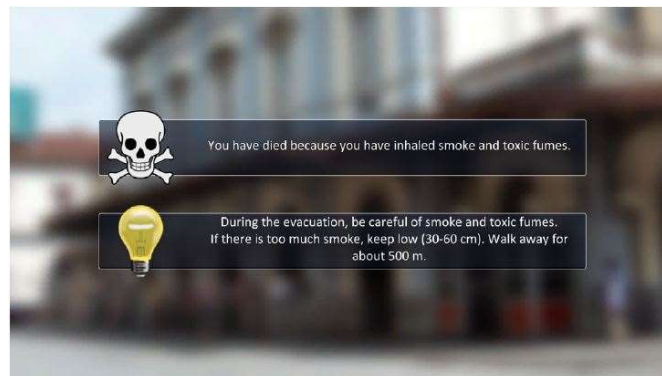 You have died because you have inhaled smoke and toxic fumes.
During the evacuation, be careful of smoke and toxic fumes.
If there is too much smoke, keep low (30-60 cm). Walk away for
about 500 m.